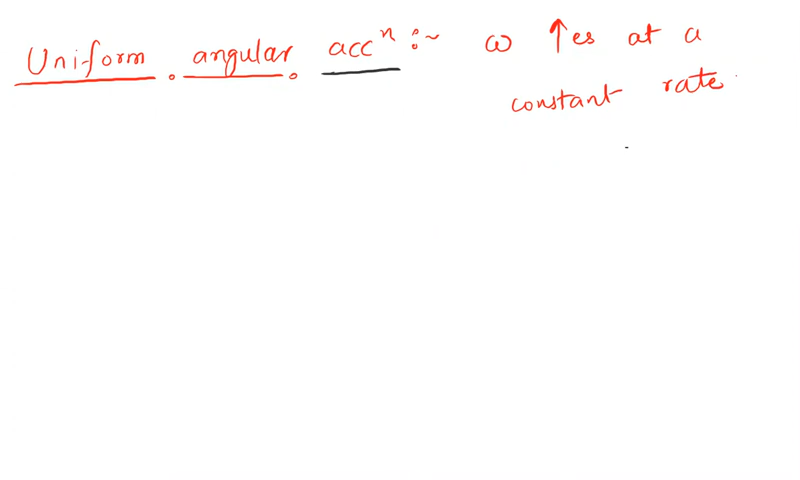 Uniform angular accⁿ :~ ω ↑es at a
constant rate